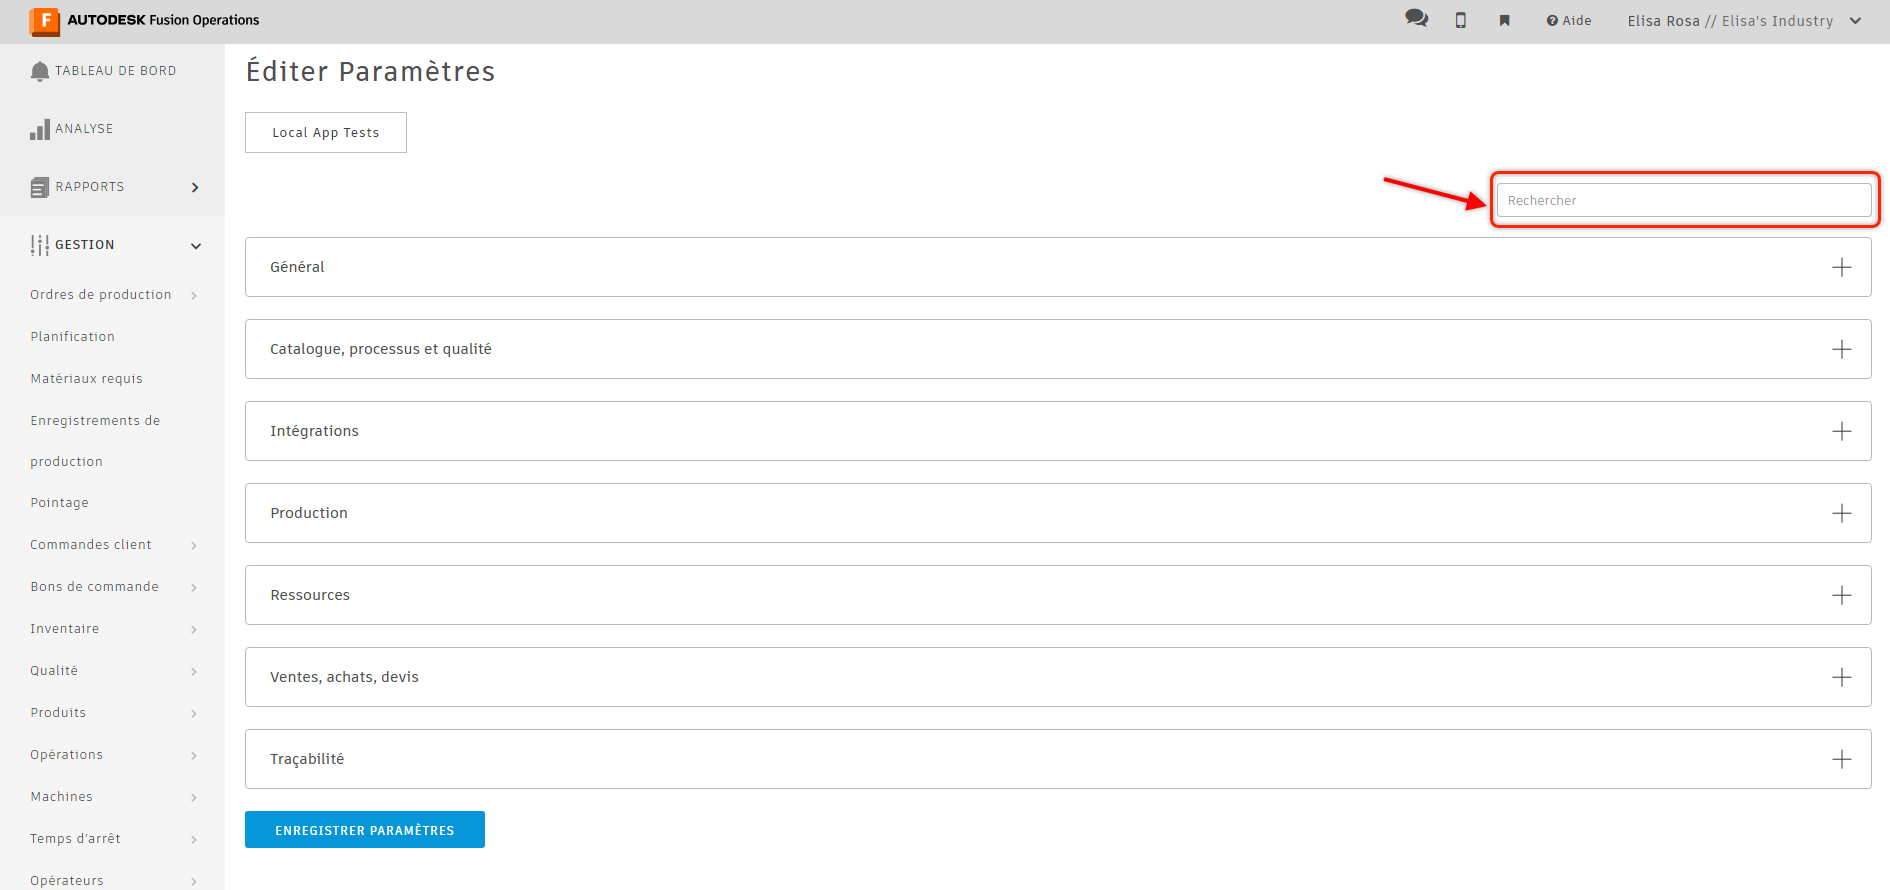 F AUTODESK Fusion Operations
Aide
Elisa Rosa // Elisa's Industry
TABLEAU DE BORD
ANALYSE
RAPPORTS
GESTION
Ordres de production
Planification
Matériaux requis
Enregistrements de
production
Pointage
Commandes client
Bons de commande
Inventaire
Qualité
Produits
Opérations
Machines
Temps d'arrêt
Opérateurs
Éditer Paramètres
Local App Tests
Rechercher
Général
Catalogue, processus et qualité
Intégrations
Production
Ressources
Ventes, achats, devis
Traçabilité
ENREGISTRER PARAMÈTRES